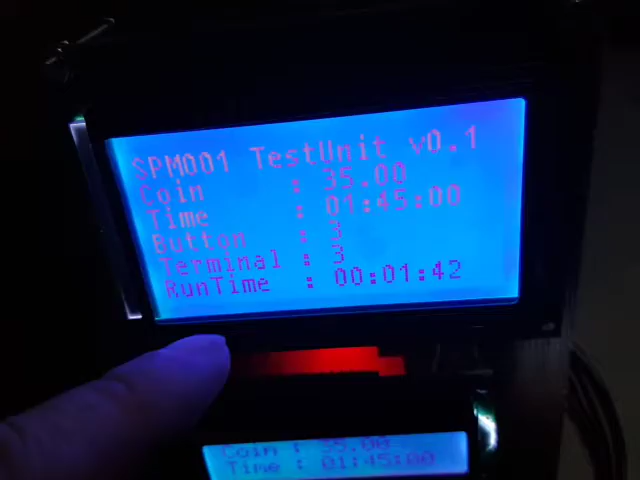 SPM001 TestUnit v0.1
Coin : 35.00
Time : 01:45:00
Button : 3
Terminal : 3
RunTime : 00:01:42
Coin : 35.00
Time : 01:45:00